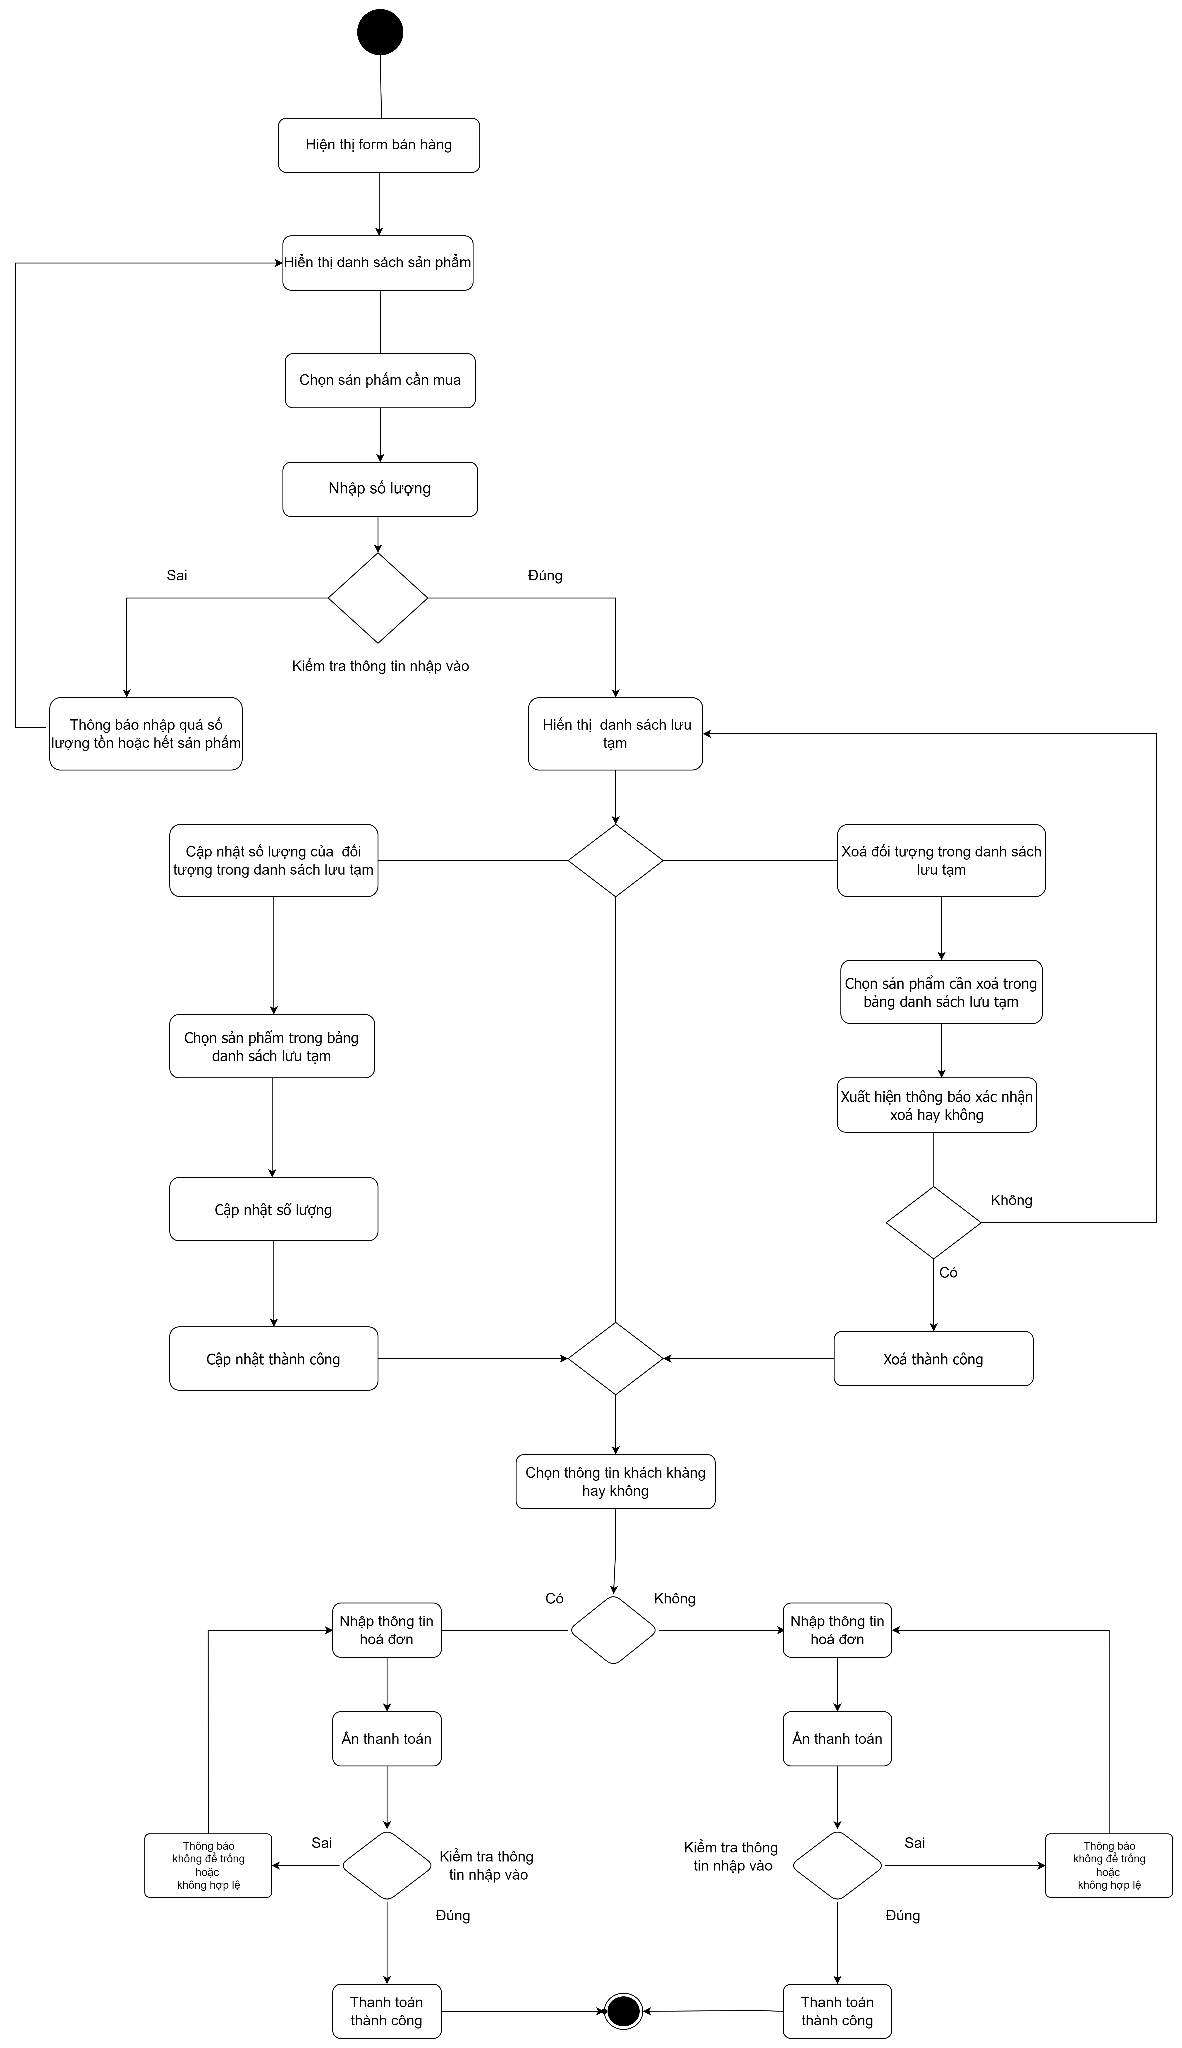 Hiện thị form bán hàng
Hiển thị danh sách sản phẩm
Chọn sản phẩm cần mua
Nhập số lượng
Sai
Đúng
Kiểm tra thông tin nhập vào
Thông báo nhập quá số
lượng tồn hoặc hết sản phẩm
Hiển thị danh sách lưu
tạm
Cập nhật số lượng của đối
tượng trong danh sách lưu tạm
Xoá đối tượng trong danh sách
lưu tạm
Chọn sản phẩm cần xoá trong
bảng danh sách lưu tạm
Chọn sản phẩm trong bảng
danh sách lưu tạm
Xuất hiện thông báo xác nhận
xoá hay không
Cập nhật số lượng
Không
Có
Cập nhật thành công
Xoá thành công
Chọn thông tin khách khàng
hay không
Có
Không
Nhập thông tin
hoá đơn
Nhập thông tin
hoá đơn
Ấn thanh toán
Ấn thanh toán
Thông báo
không để trống
hoặc
không hợp lệ
Sai
Kiểm tra thông
tin nhập vào
Kiểm tra thông
tin nhập vào
Sai
Thông báo
không để trống
hoặc
không hợp lệ
Đúng
Đúng
Thanh toán
thành công
Thanh toán
thành công